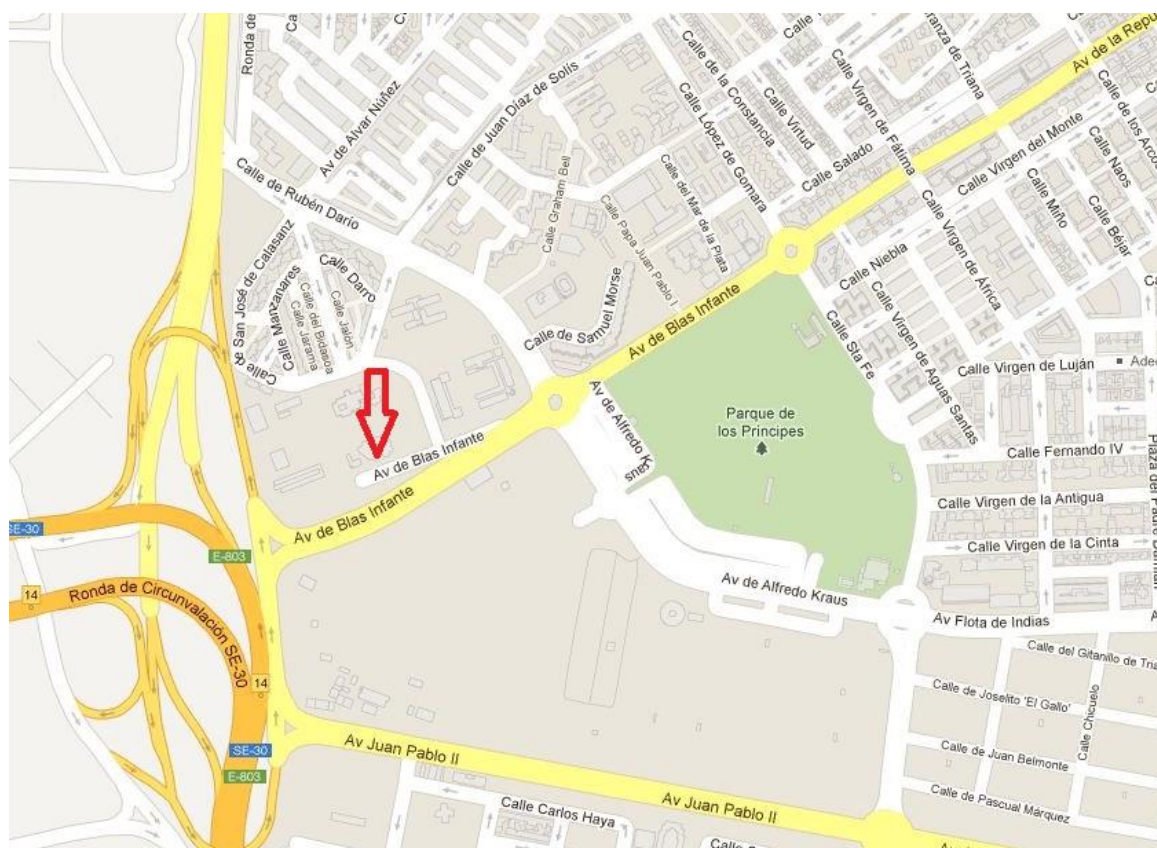 Ronda de
Av de Alvar Núñez
Calle de Juan Díaz de Solís
Calle de la Constancia
Calle Virtud
Calle López de Gomara
Calle Virgen de Fátima
Av de la Repu
Calle de los Arcos
Calle Salado
Calle Virgen del Monte
Calle Naos
Calle Miño
Calle Béjar
Calle de Rubén Darío
Calle Graham Bell
Calle del Mar de la Plata
Calle Papa Juan Pablo I
Calle Niebla
Calle Virgen de África
Calle Virgen de Aguas Santas
Calle Sta Fe
de San José de Calasanz
Calle
Calle Manzanares
Calle Darro
Calle Jalón
Calle del Bidasoa
Calle Jarama
Calle de Samuel Morse
Av de Blas Infante
Calle Virgen de Luján
Ade
Av de Alfredo K
aus
Parque de
los Principes
Av de Blas Infante
Av de Blas Infante
Calle Fernando IV
Calle Virgen de la Antigua
Calle Virgen de la Cinta
SE-30
E-803
14
Ronda de Circunvalación SE-30
14
Av de Alfredo Kraus
Av Flota de Indias
Calle del Gitanillo de Tria
Calle de Joselito 'El Gallo'
Calle Chicuelo
Calle de Juan Belmonte
Calle de Pascual Márquez
SE-30
E-803
Av Juan Pablo II
Av Juan Pablo II
Calle Carlos Haya